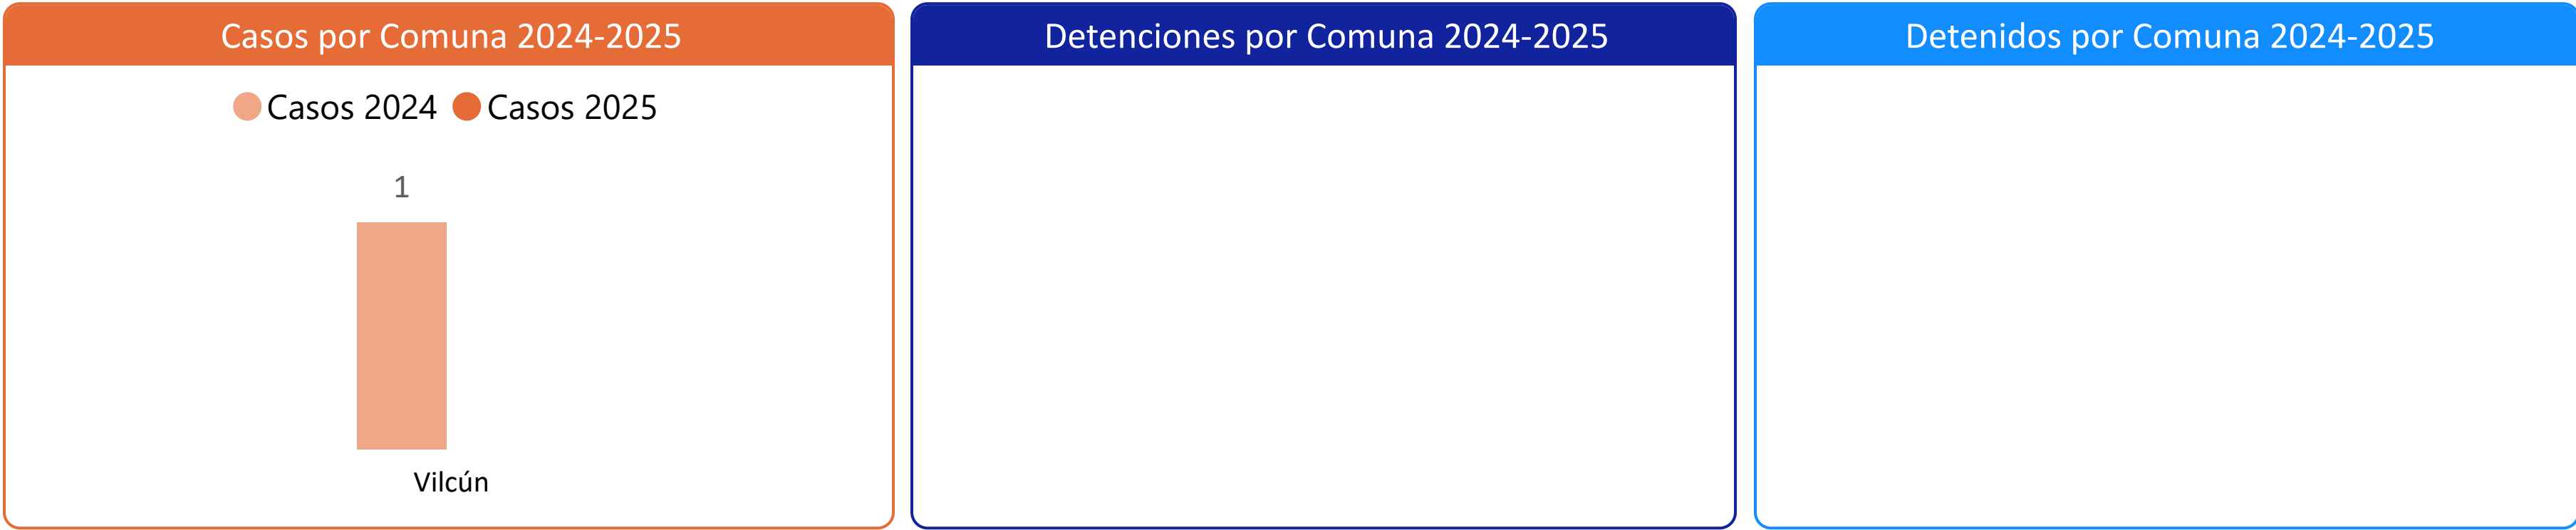 Casos por Comuna 2024-2025
Casos 2024 Casos 2025
1
Vilcún
Detenciones por Comuna 2024-2025
Detenidos por Comuna 2024-2025